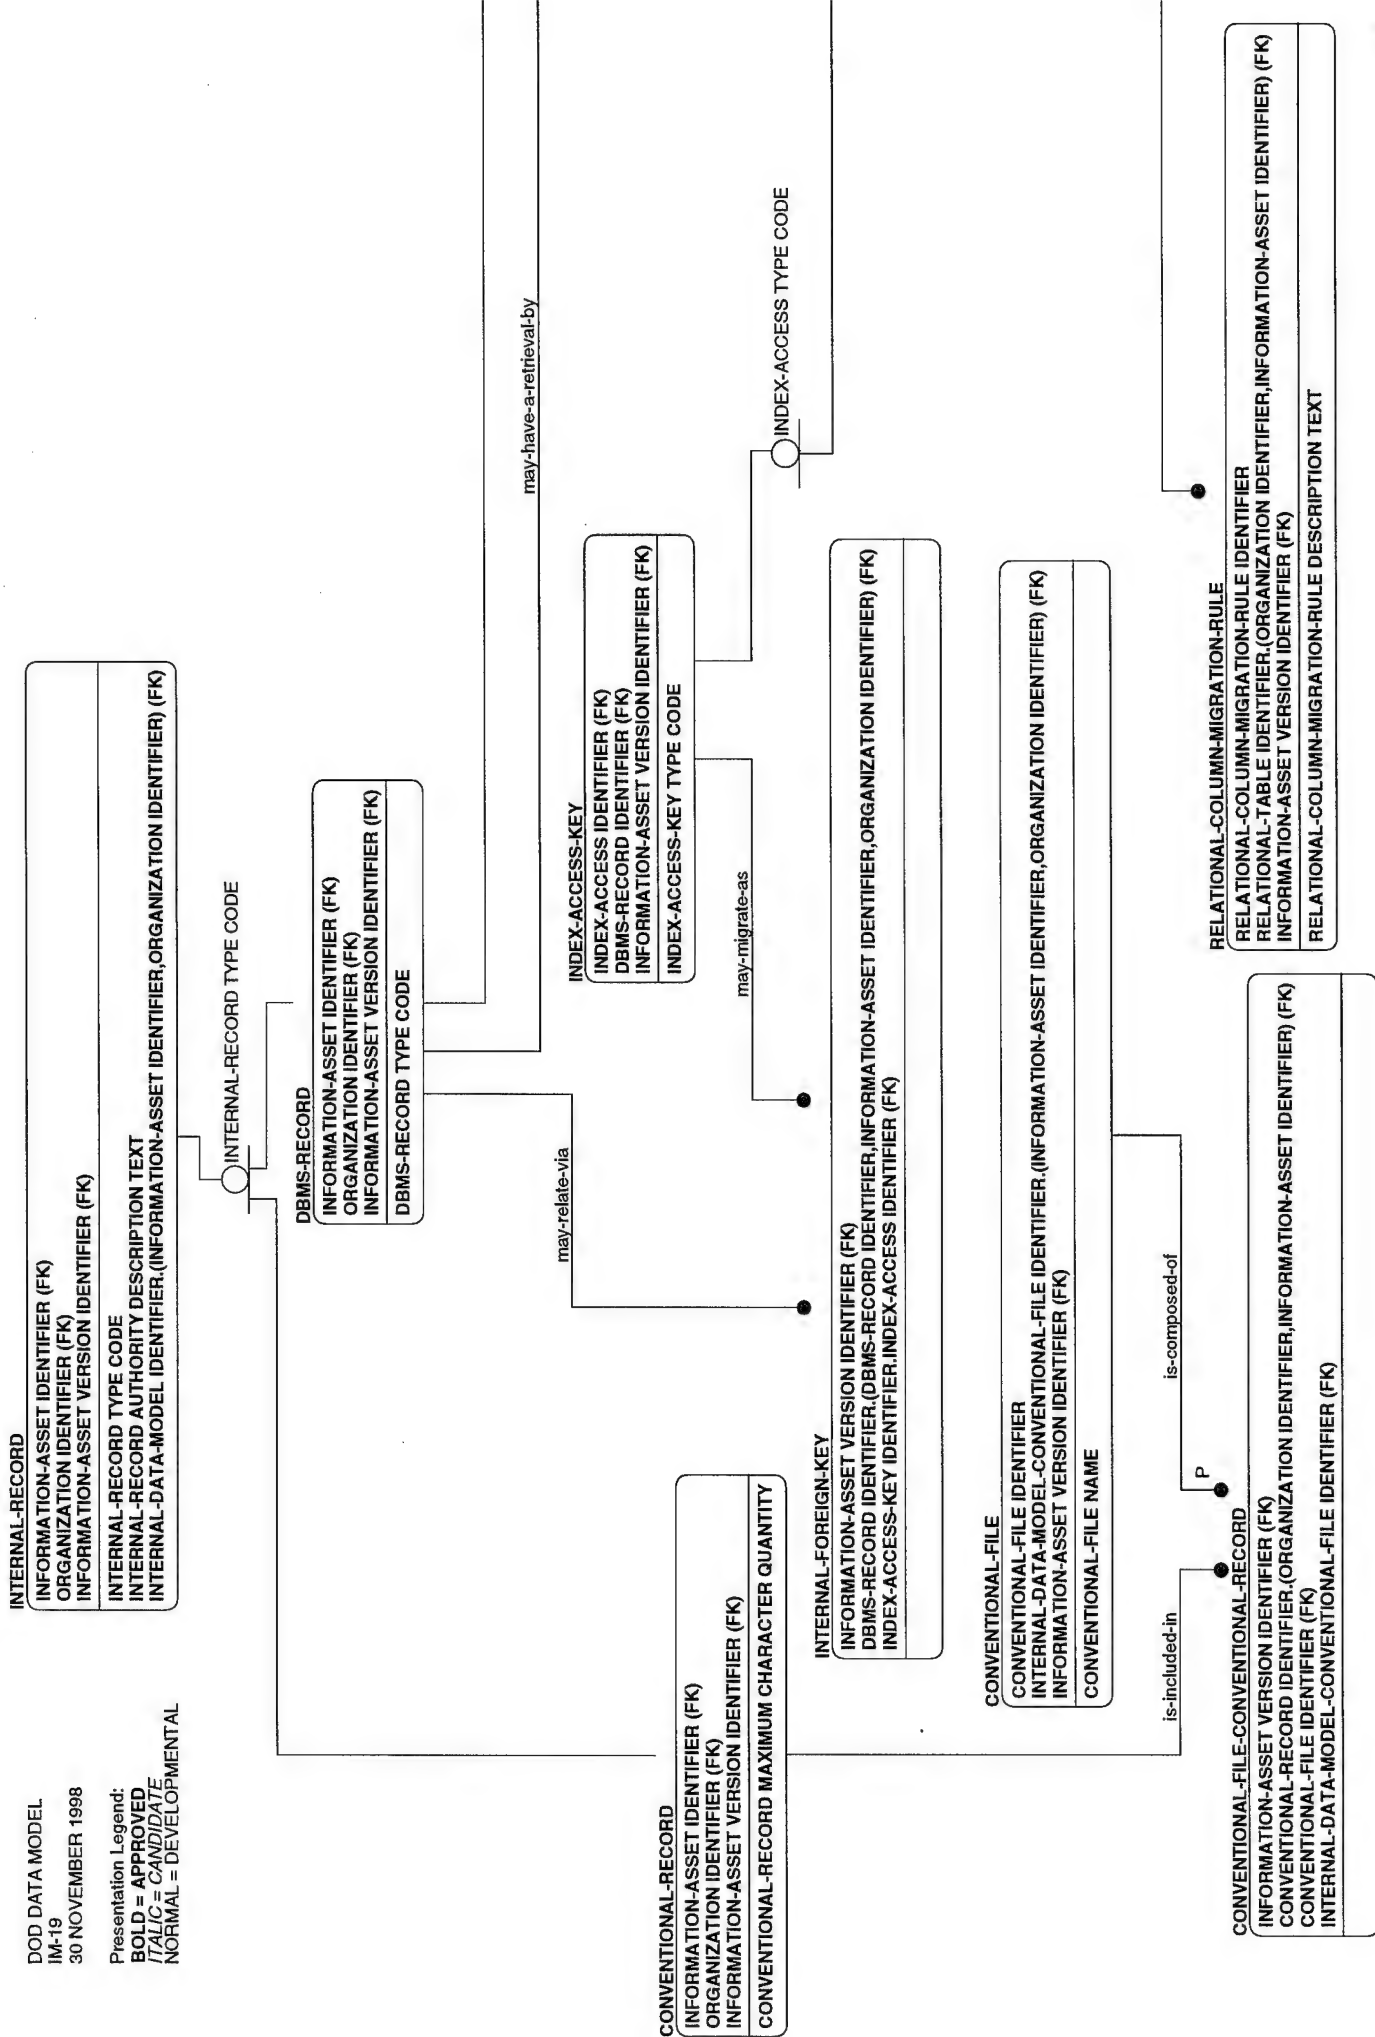 DOD DATA MODEL
IM-19
30 NOVEMBER 1998
Presentation Legend:
BOLD = APPROVED
ITALIC = CANDIDATE
NORMAL = DEVELOPMENTAL
INTERNAL-RECORD
INFORMATION-ASSET IDENTIFIER (FK)
ORGANIZATION IDENTIFIER (FK)
INFORMATION-ASSET VERSION IDENTIFIER (FK)
INTERNAL-RECORD TYPE CODE
INTERNAL-RECORD AUTHORITY DESCRIPTION TEXT
INTERNAL-DATA-MODEL IDENTIFIER.(INFORMATION-ASSET IDENTIFIER,ORGANIZATION IDENTIFIER) (FK)
INTERNAL-RECORD TYPE CODE
DBMS-RECORD
INFORMATION-ASSET IDENTIFIER (FK)
ORGANIZATION IDENTIFIER (FK)
INFORMATION-ASSET VERSION IDENTIFIER (FK)
DBMS-RECORD TYPE CODE
may-have-a-retrieval-by
may-relate-via
INDEX-ACCESS-KEY
INDEX-ACCESS IDENTIFIER (FK)
DBMS-RECORD IDENTIFIER (FK)
INFORMATION-ASSET VERSION IDENTIFIER (FK)
INDEX-ACCESS-KEY TYPE CODE
may-migrate-as
INDEX-ACCESS TYPE CODE
CONVENTIONAL-RECORD
INFORMATION-ASSET IDENTIFIER (FK)
ORGANIZATION IDENTIFIER (FK)
INFORMATION-ASSET VERSION IDENTIFIER (FK)
CONVENTIONAL-RECORD MAXIMUM CHARACTER QUANTITY
INTERNAL-FOREIGN-KEY
INFORMATION-ASSET VERSION IDENTIFIER (FK)
DBMS-RECORD IDENTIFIER.(DBMS-RECORD IDENTIFIER,INFORMATION-ASSET IDENTIFIER,ORGANIZATION IDENTIFIER) (FK)
INDEX-ACCESS-KEY IDENTIFIER.INDEX-ACCESS IDENTIFIER (FK)
CONVENTIONAL-FILE
CONVENTIONAL-FILE IDENTIFIER
INTERNAL-DATA-MODEL-CONVENTIONAL-FILE IDENTIFIER.(INFORMATION-ASSET IDENTIFIER,ORGANIZATION IDENTIFIER) (FK)
INFORMATION-ASSET VERSION IDENTIFIER (FK)
CONVENTIONAL-FILE NAME
is-included-in
is-composed-of
P
CONVENTIONAL-FILE-CONVENTIONAL-RECORD
INFORMATION-ASSET VERSION IDENTIFIER (FK)
CONVENTIONAL-RECORD IDENTIFIER.(ORGANIZATION IDENTIFIER,INFORMATION-ASSET IDENTIFIER) (FK)
CONVENTIONAL-FILE IDENTIFIER (FK)
INTERNAL-DATA-MODEL-CONVENTIONAL-FILE IDENTIFIER (FK)
RELATIONAL-COLUMN-MIGRATION-RULE
RELATIONAL-COLUMN-MIGRATION-RULE IDENTIFIER
RELATIONAL-TABLE IDENTIFIER.(ORGANIZATION IDENTIFIER,INFORMATION-ASSET IDENTIFIER) (FK)
INFORMATION-ASSET VERSION IDENTIFIER (FK)
RELATIONAL-COLUMN-MIGRATION-RULE DESCRIPTION TEXT